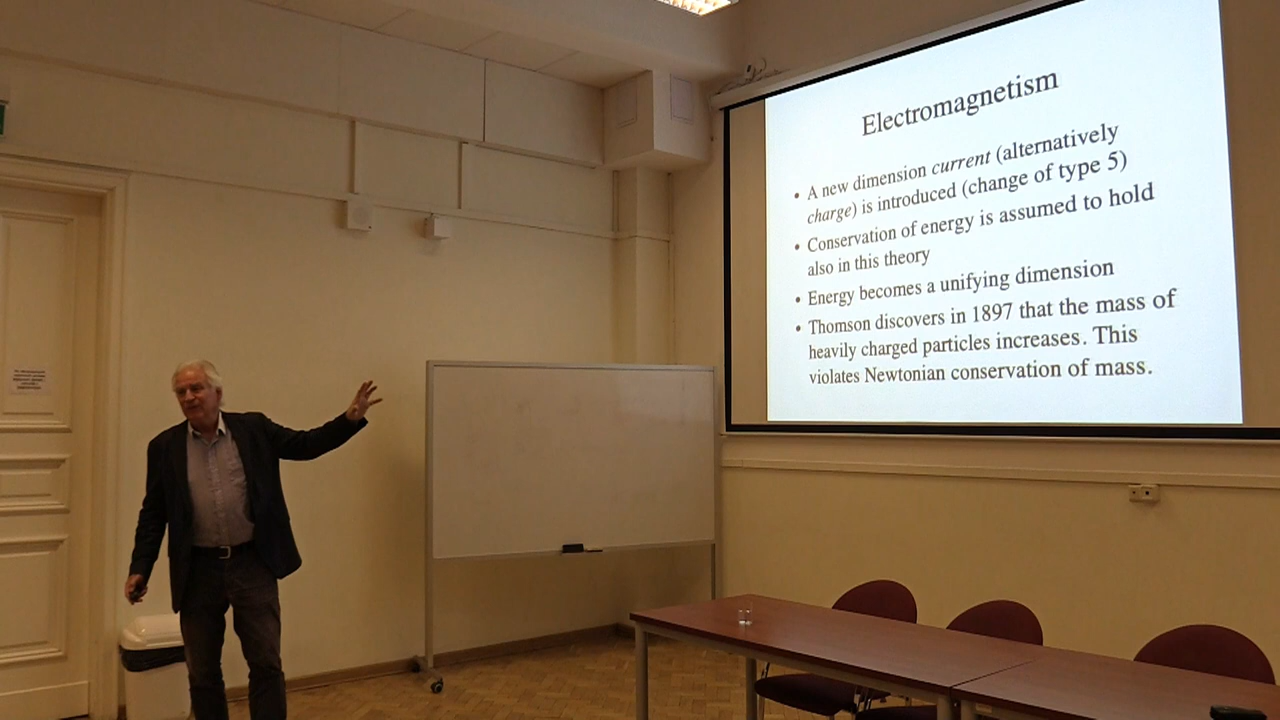 Electromagnetism
• A new dimension current (alternatively
charge) is introduced (change of type 5)
• Conservation of energy is assumed to hold
also in this theory
• Energy becomes a unifying dimension
• Thomson discovers in 1897 that the mass of
heavily charged particles increases. This
violates Newtonian conservation of mass.